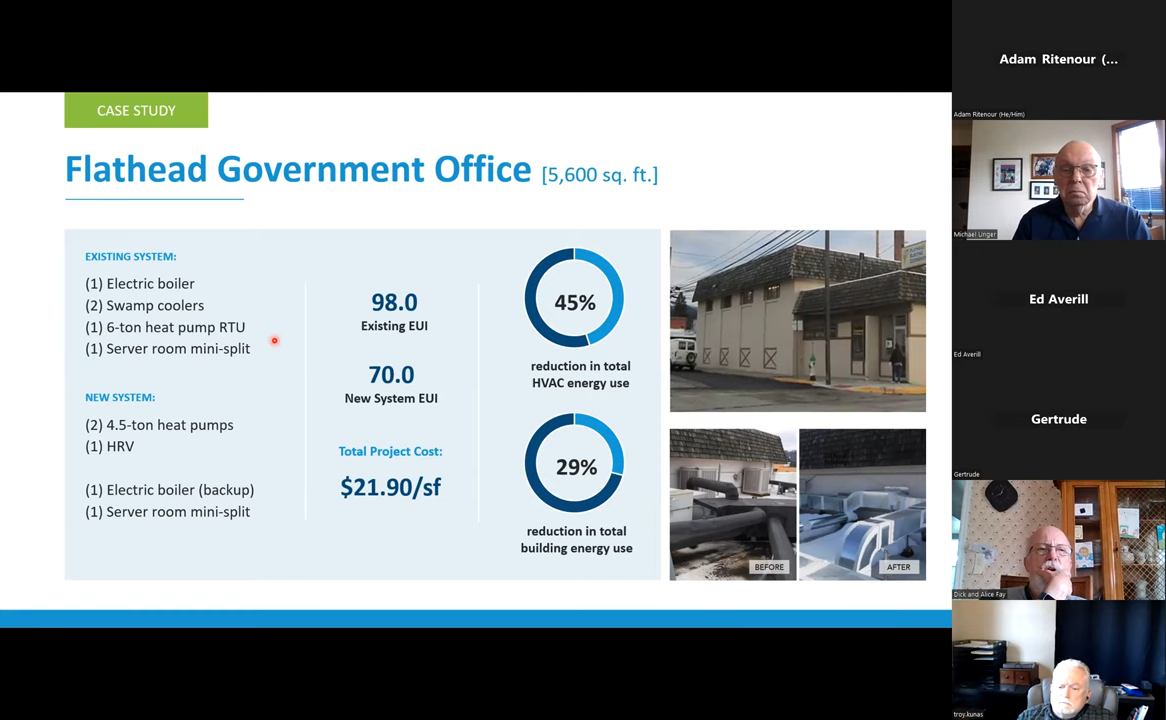 CASE STUDY
Flathead Government Office [5,600 sq. ft.]
EXISTING SYSTEM:
(1) Electric boiler
(2) Swamp coolers
(1) 6-ton heat pump RTU
(1) Server room mini-split
NEW SYSTEM:
(2) 4.5-ton heat pumps
(1) HRV
(1) Electric boiler (backup)
(1) Server room mini-split
98.0
Existing EUI
70.0
New System EUI
Total Project Cost:
$21.90/sf
45%
reduction in total
HVAC energy use
29%
reduction in total
building energy use
BEFORE
AFTER
Adam Ritenour (...
Adam Ritenour (He/Him)
Michael Unger
Ed Averill
Ed Averill
Gertrude
Gertrude
Dick and Alice Fay
troy.kunas